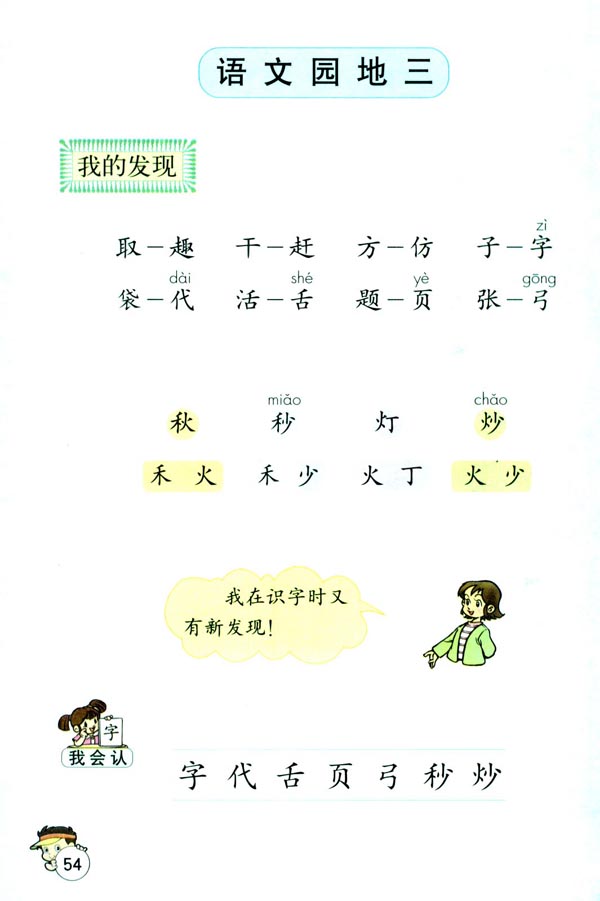 语文园地三
我的发现
zì
取—趣 干—赶 方—仿 子—字
dài shé yè gōng
袋—代 活—舌 题—页 张—弓
miǎo chǎo
秋 秒 灯 炒
禾 火 禾 少 火 丁 火 少
我在识字时又
有新发现！
字
我会认
字 代 舌 页 弓 秒 炒
54